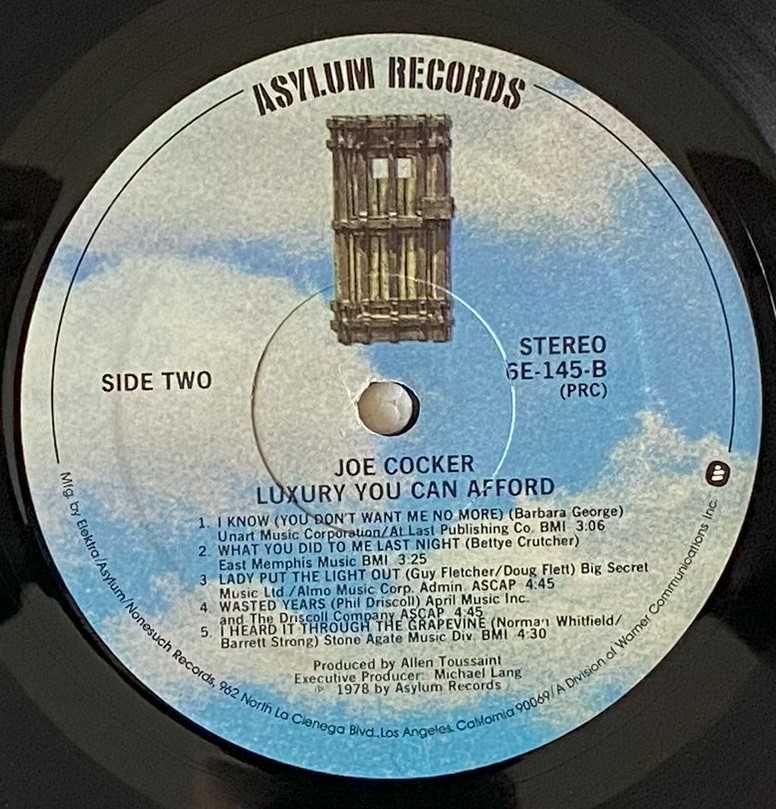 ASYLUM RECORDS
STEREO
SIDE TWO
6E-145-B
(PRC)
JOE COCKER
LUXURY YOU CAN AFFORD
1. I KNOW (YOU DON'T WANT ME NO MORE) (Barbara George)
Unart Music Corporation/At Last Publishing Co. BMI 3:06
2. WHAT YOU DID TO ME LAST NIGHT (Bettye Crutcher)
East Memphis Music BMI 3:25
3. LADY PUT THE LIGHT OUT (Guy Fletcher/Doug Flett) Big Secret
Music Ltd./Almo Music Corp. Admin. ASCAP 4:45
4. WASTED YEARS (Phil Driscoll) April Music Inc.
and The Driscoll Company ASCAP 4:45
5. I HEARD IT THROUGH THE GRAPEVINE (Norman Whitfield/
Barrett Strong) Stone Agate Music Div. BMI 4:30
Produced by Allen Toussaint
Executive Producer: Michael Lang
℗ 1978 by Asylum Records
Mfg. by Elektra/Asylum/Nonesuch Records, 962 North La Cienega Blvd., Los Angeles, California 90069/A Division of Warner Communications Inc.